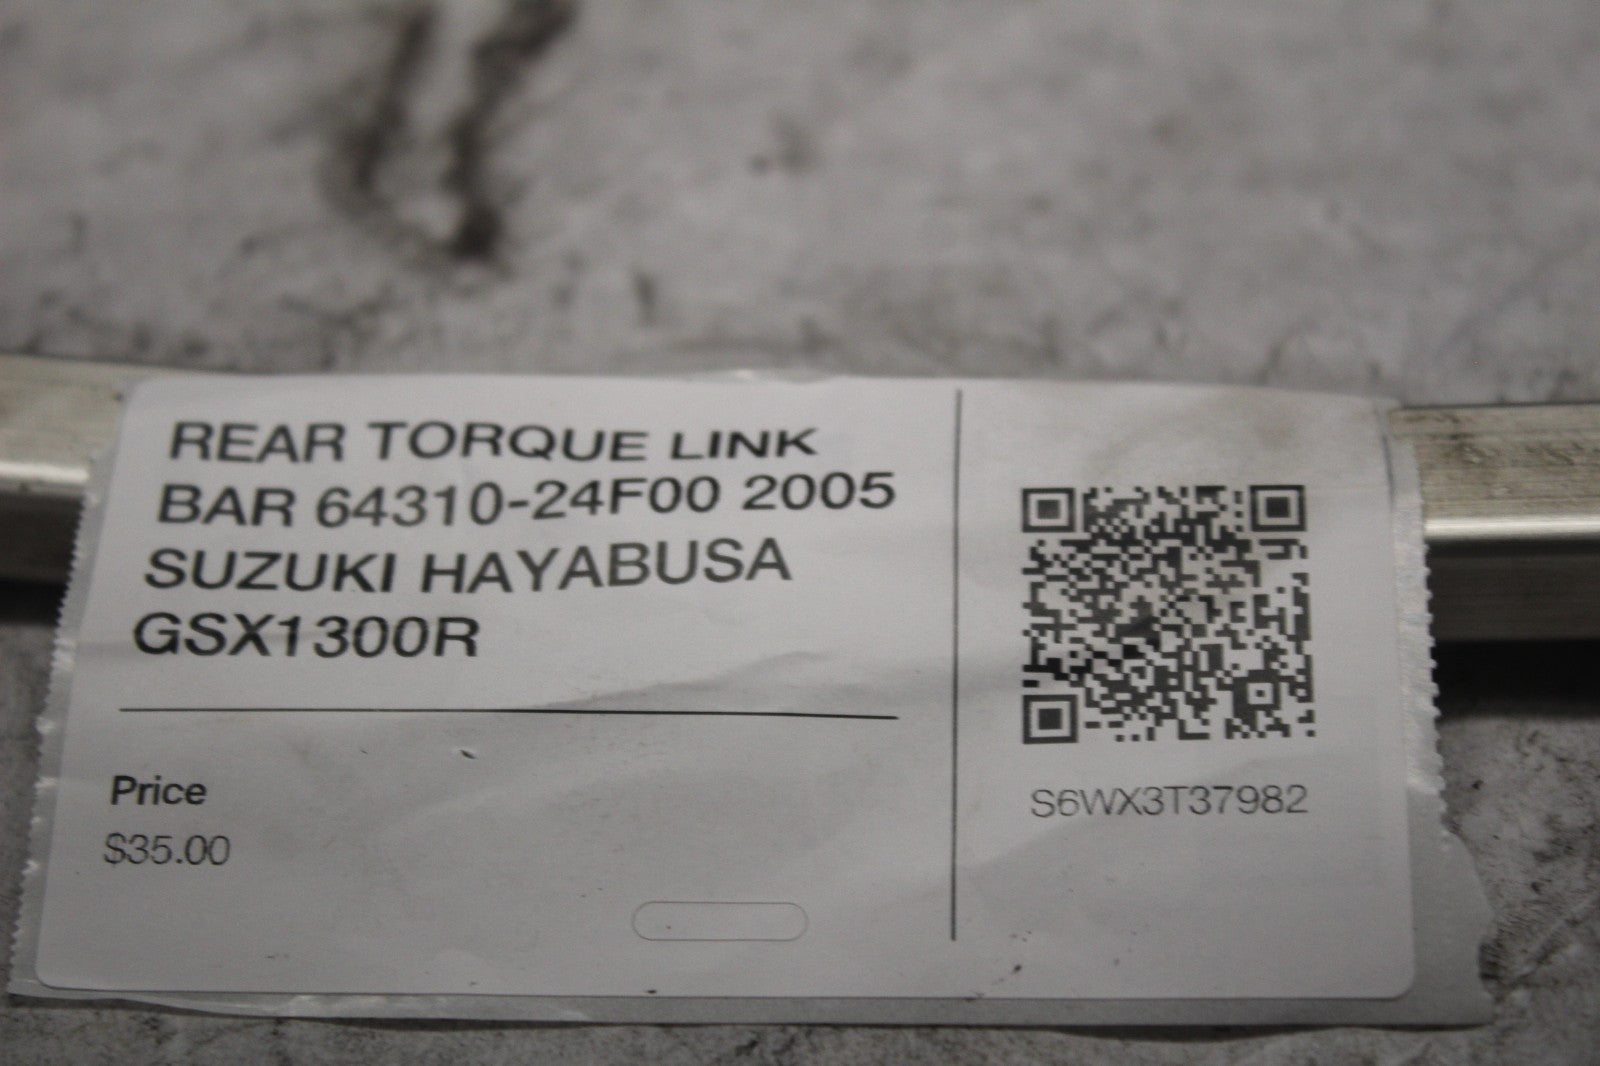 REAR TORQUE LINK
BAR 64310-24F00 2005
SUZUKI HAYABUSA
GSX1300R
Price
$35.00
S6WX3T37982